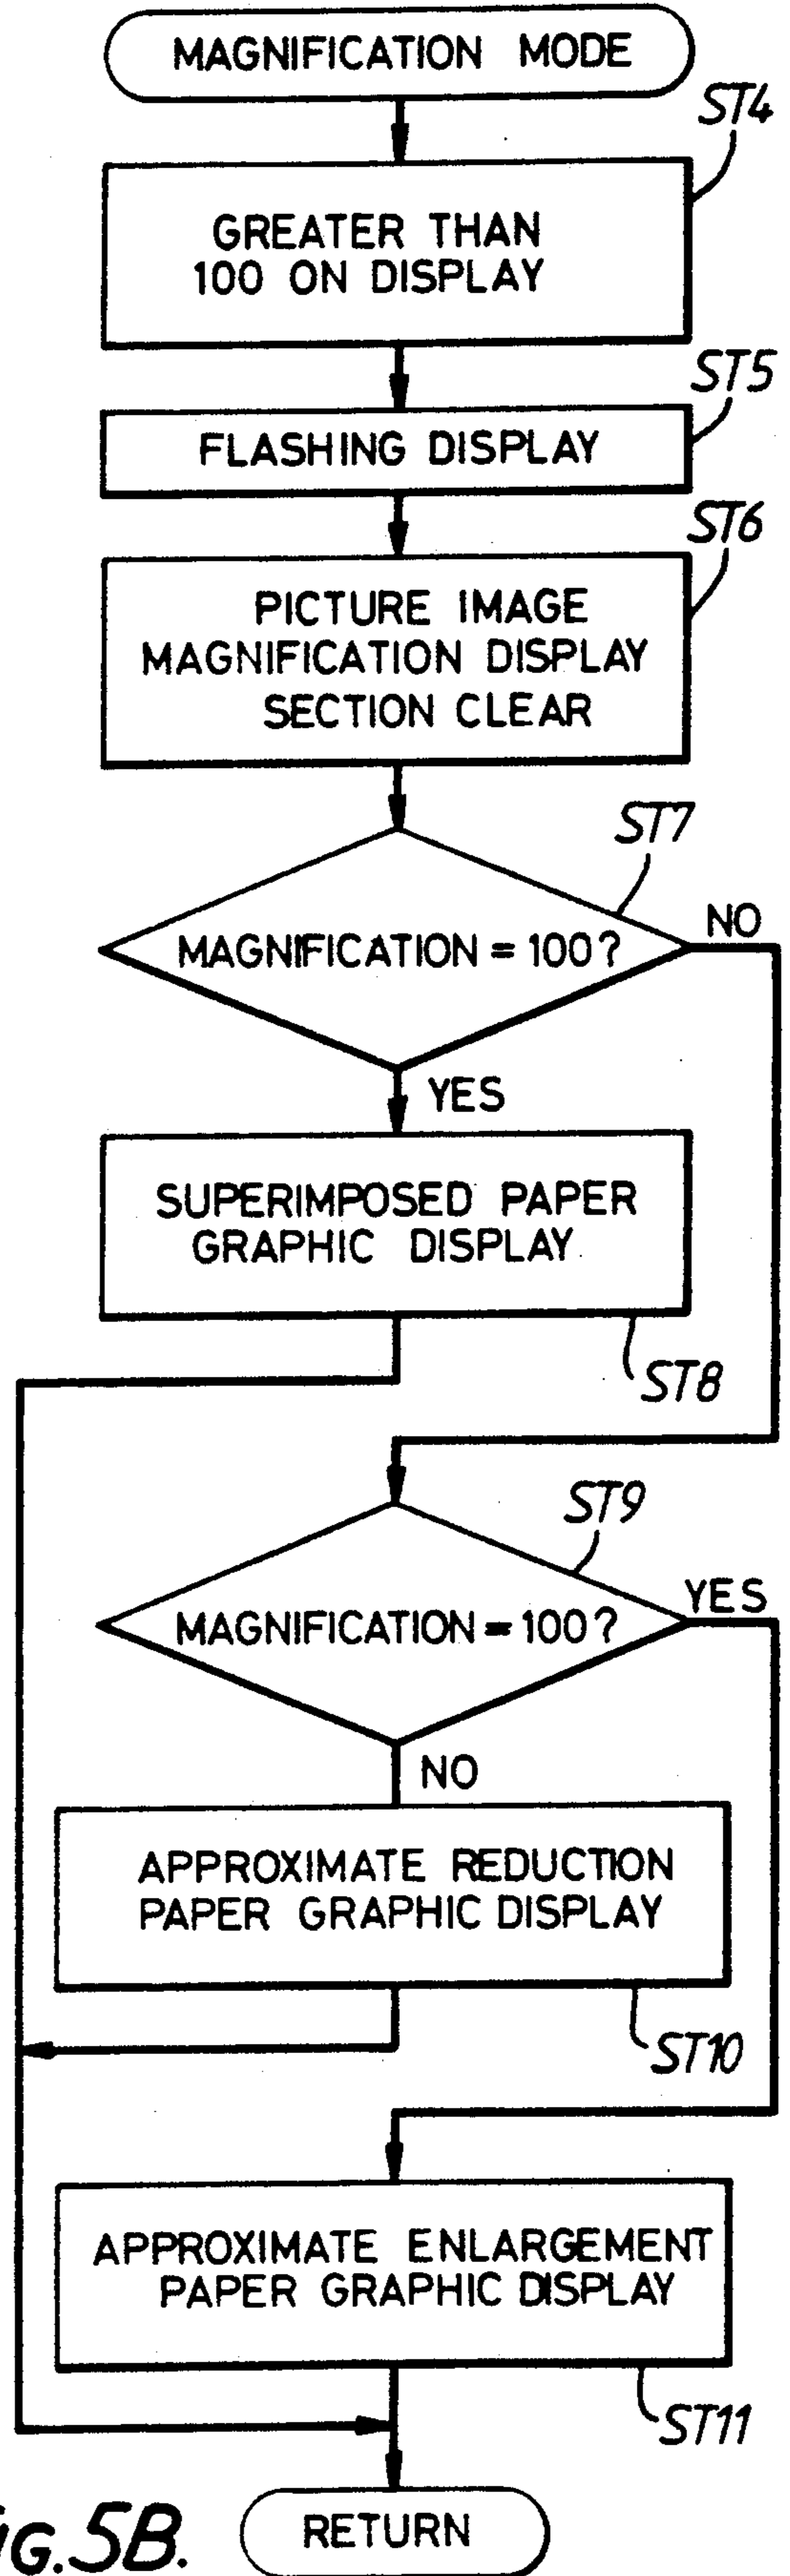 MAGNIFICATION MODE
ST4
GREATER THAN
100 ON DISPLAY
ST5
FLASHING DISPLAY
ST6
PICTURE IMAGE
MAGNIFICATION DISPLAY
SECTION CLEAR
ST7
MAGNIFICATION = 100?
NO
YES
SUPERIMPOSED PAPER
GRAPHIC DISPLAY
ST8
ST9
MAGNIFICATION = 100?
YES
NO
APPROXIMATE REDUCTION
PAPER GRAPHIC DISPLAY
ST10
APPROXIMATE ENLARGEMENT
PAPER GRAPHIC DISPLAY
ST11
RETURN
IG.5B.